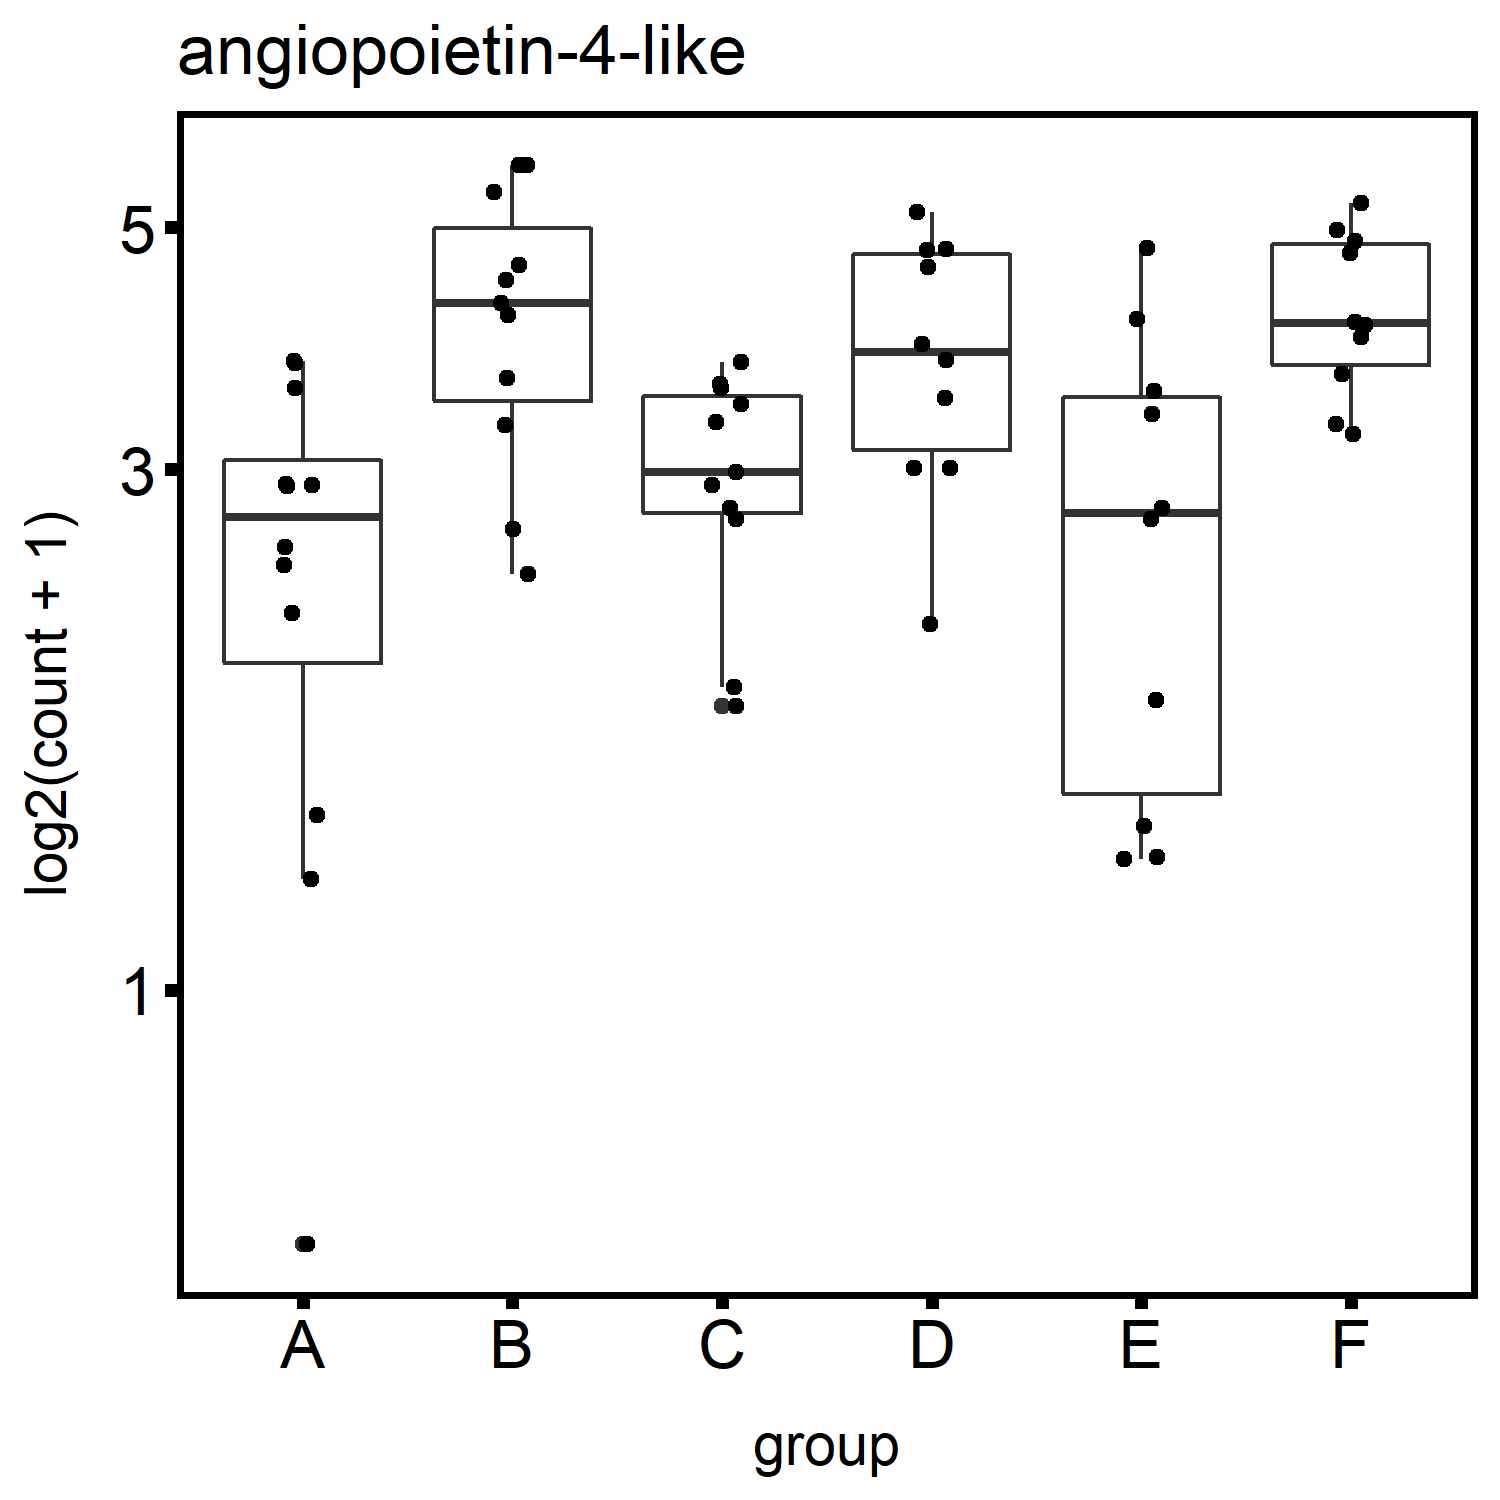 angiopoietin-4-like
log2(count + 1)
5
3
1
A B C D E F
group